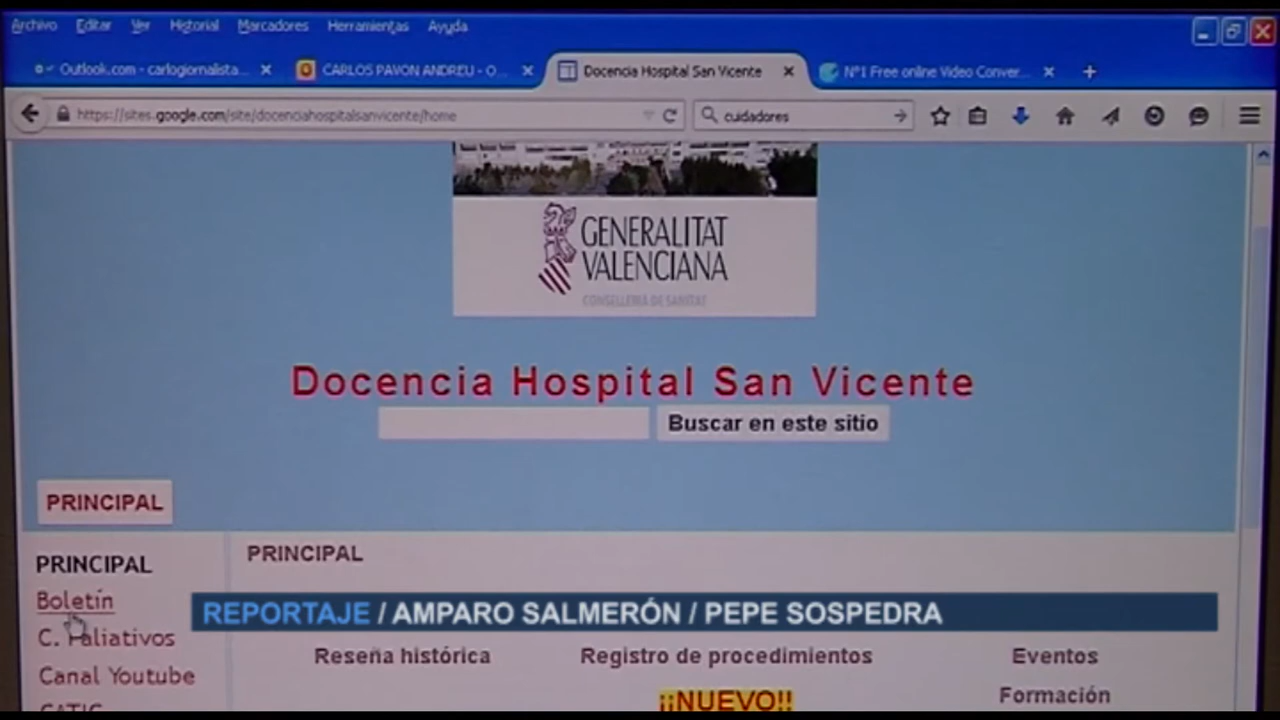 Archivo Editar Ver Historial Marcadores Herramientas Ayuda
Outlook.com - carlogiornalista... CARLOS PAVON ANDREU - O... Docencia Hospital San Vicente Nº1 Free online Video Conver...
https://sites.google.com/site/docenciahospitalsanvicente/home cuidadores
GENERALITAT
VALENCIANA
CONSELLERIA DE SANITAT
Docencia Hospital San Vicente
Buscar en este sitio
PRINCIPAL
PRINCIPAL
PRINCIPAL
Boletín
REPORTAJE / AMPARO SALMERÓN / PEPE SOSPEDRA
C. Paliativos
Canal Youtube
Reseña histórica Registro de procedimientos Eventos
¡¡NUEVO!! Formación